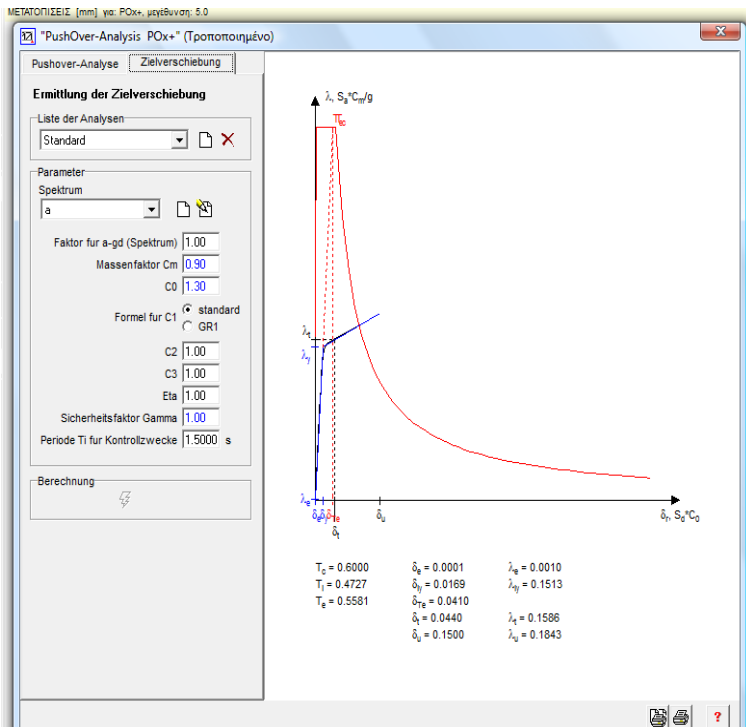 ΜΕΤΑΤΟΠΙΣΕΙΣ [mm] για: POx+, μεγέθυνση: 5.0
"PushOver-Analysis POx+" (Τροποποιημένο)
Pushover-Analyse Zielverschiebung
Ermittlung der Zielverschiebung
Liste der Analysen
Standard
Parameter
Spektrum
a
Faktor fur a-gd (Spektrum) 1.00
Massenfaktor Cm 0.90
C0 1.30
Formel fur C1 standard
GR1
C2 1.00
C3 1.00
Eta 1.00
Sicherheitsfaktor Gamma 1.00
Periode Ti fur Kontrollzwecke 1.5000 s
Berechnung
λ, Sa*Cm/g
Tec
λt
λy
λe
δe δy δTe δu δr, Sd*C0
δt
Tc = 0.6000 δe = 0.0001 λe = 0.0010
Ti = 0.4727 δy = 0.0169 λy = 0.1513
Te = 0.5581 δTe = 0.0410
δt = 0.0440 λt = 0.1586
δu = 0.1500 λu = 0.1843
?